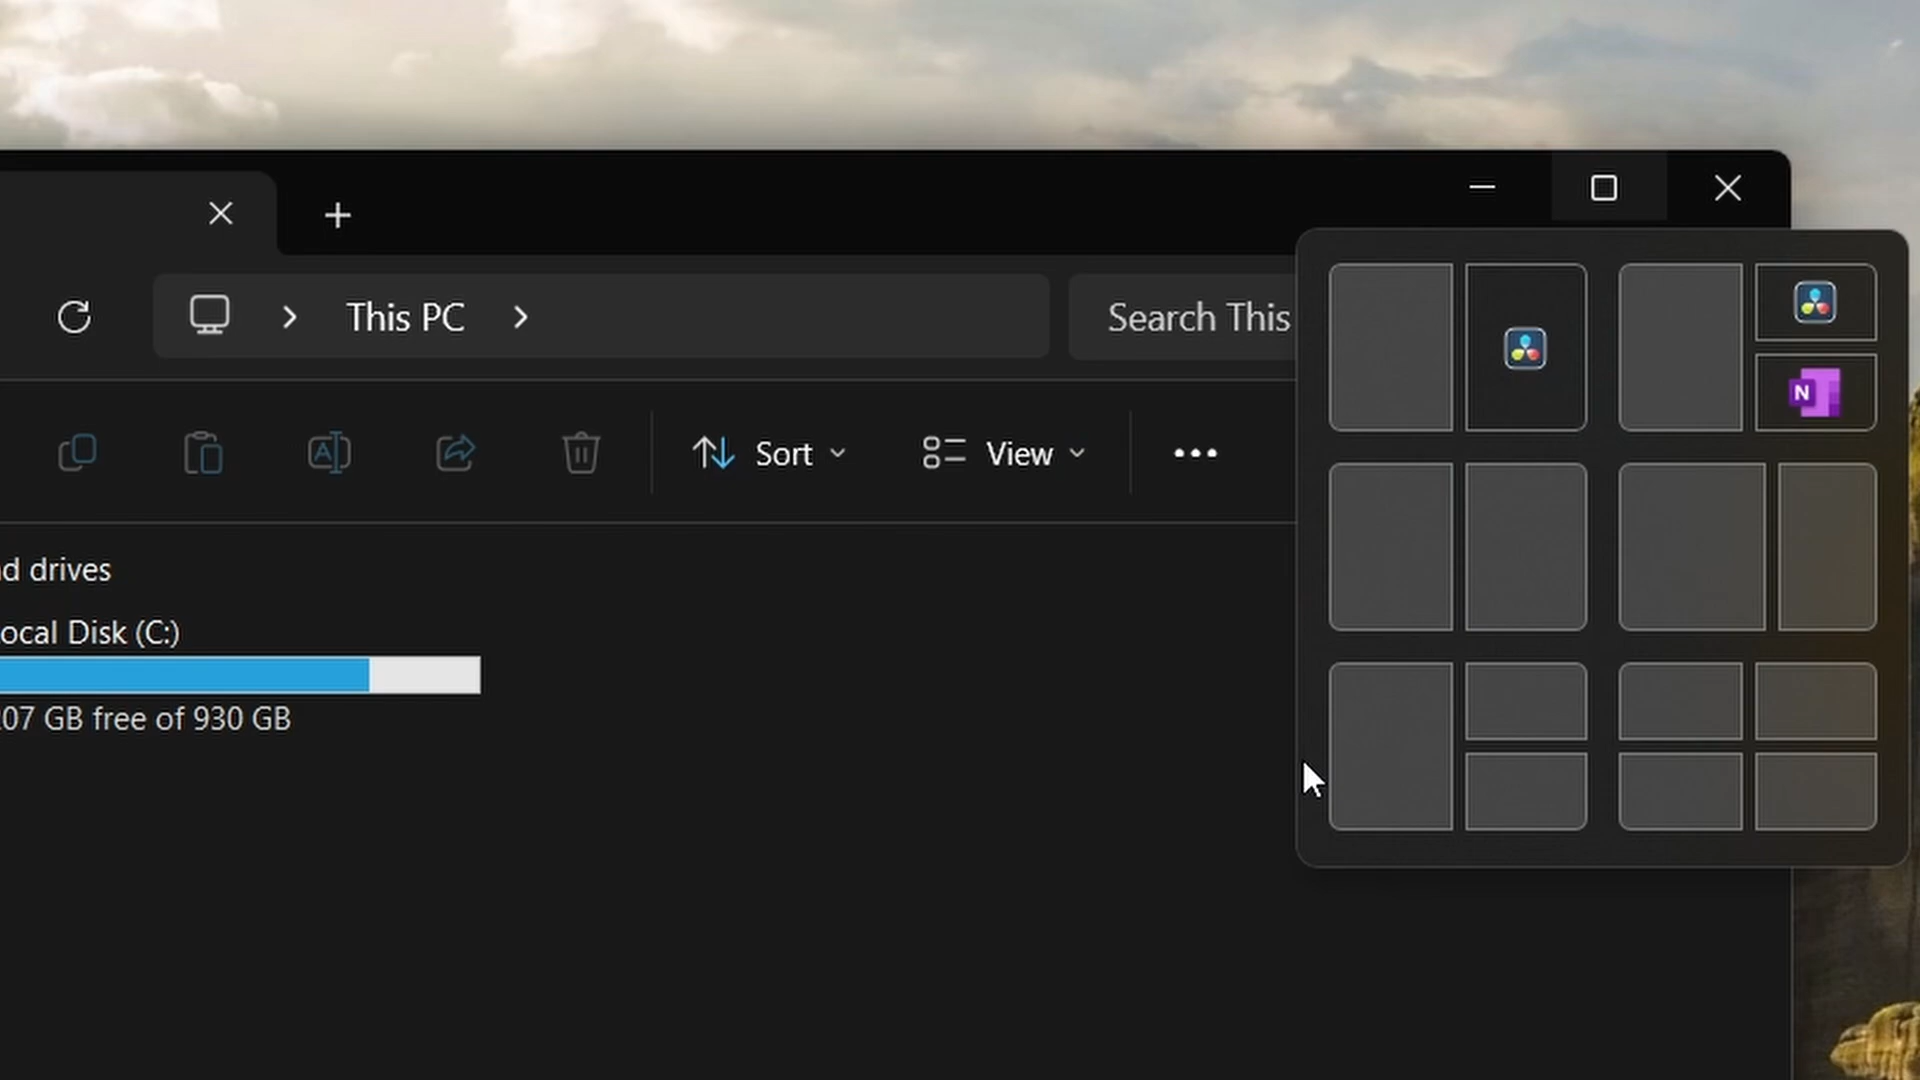 This PC
Search This
Sort
View
N
d drives
ocal Disk (C:)
07 GB free of 930 GB